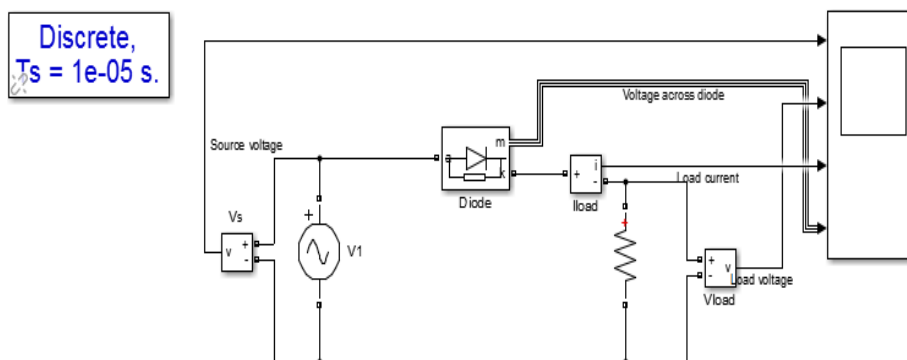 Discrete,
Ts = 1e-05 s.
Voltage across diode
Source voltage
m
k
Diode
+
i
-
Iload
Load current
Vs
v
+
-
+
V1
+
+
-
v
Load voltage
Vload